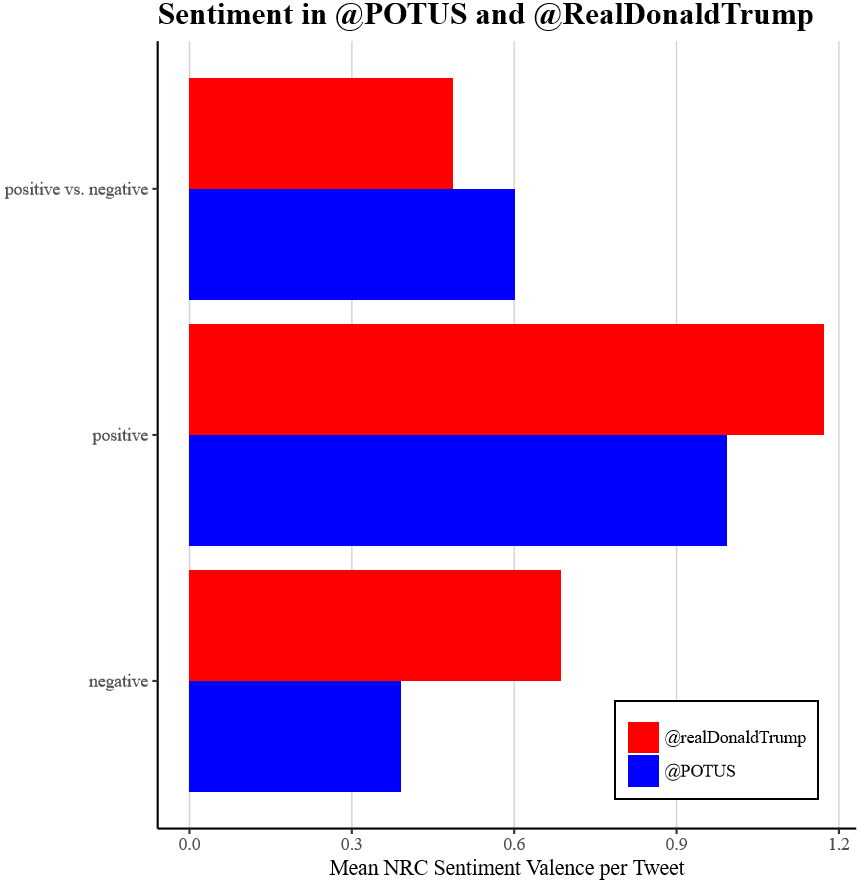 Sentiment in @POTUS and @RealDonaldTrump
positive vs. negative
positive
negative
@realDonaldTrump
@POTUS
0.0 0.3 0.6 0.9 1.2
Mean NRC Sentiment Valence per Tweet